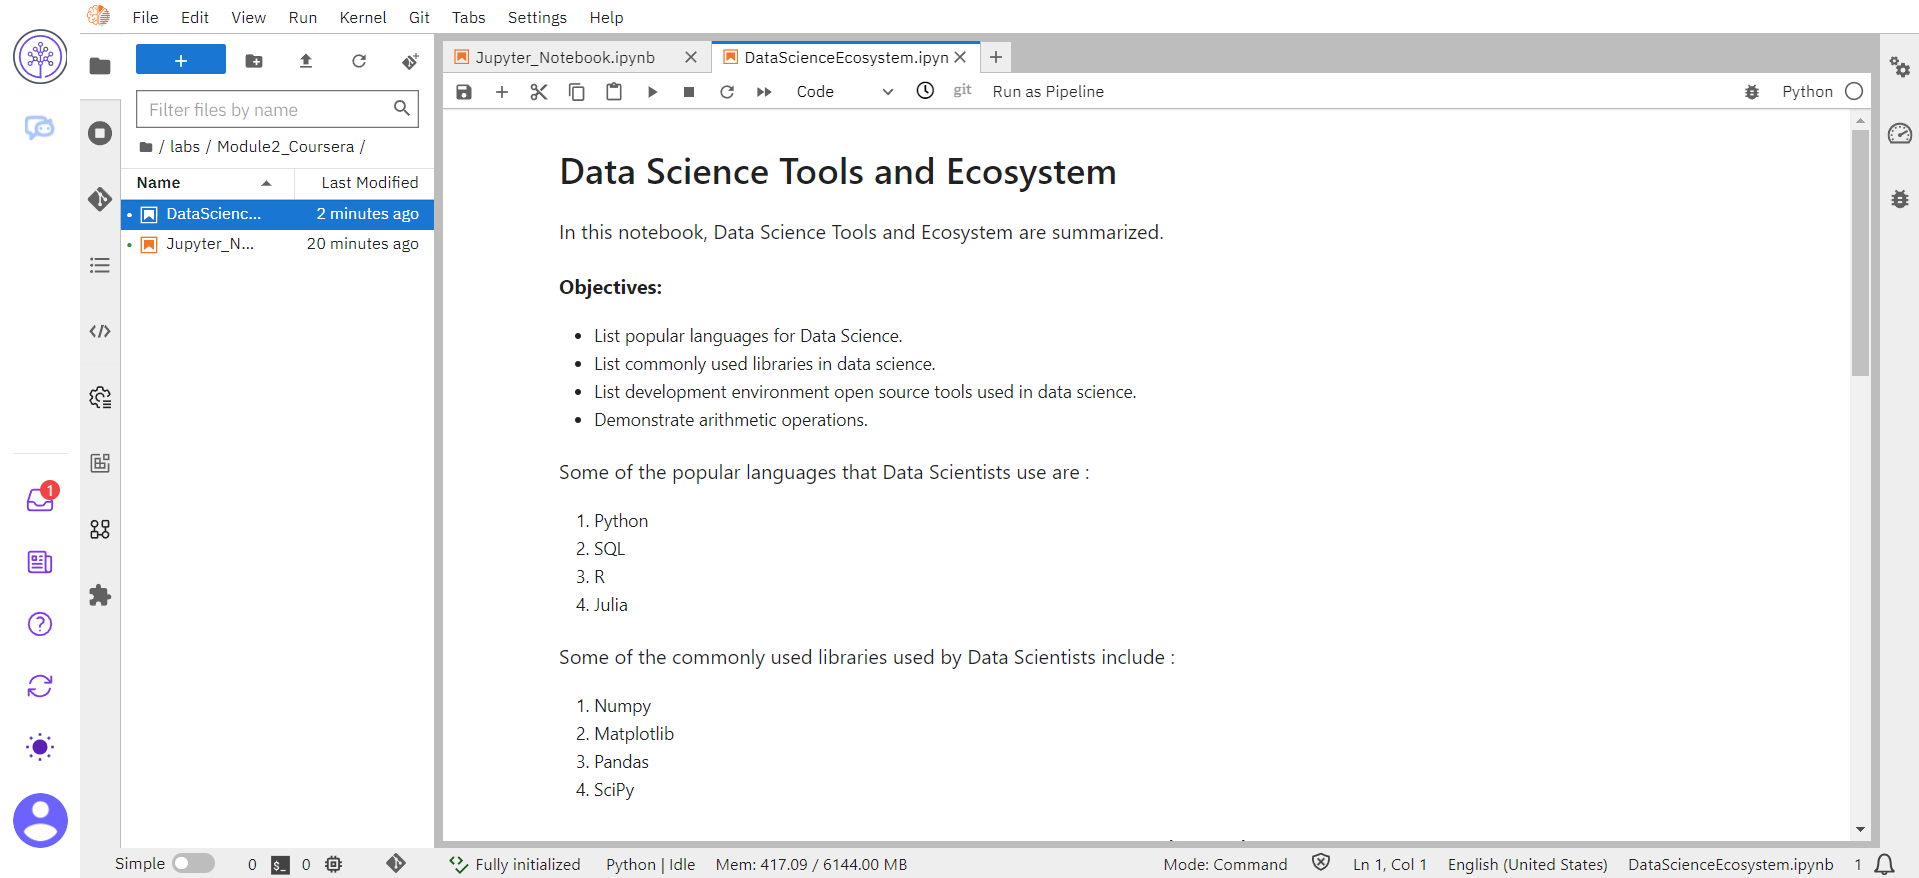 File Edit View Run Kernel Git Tabs Settings Help
+
Filter files by name
/ labs / Module2_Coursera /
Name Last Modified
DataScienc... 2 minutes ago
Jupyter_N... 20 minutes ago
Jupyter_Notebook.ipynb
DataScienceEcosystem.ipyn
Code git Run as Pipeline Python
Data Science Tools and Ecosystem
In this notebook, Data Science Tools and Ecosystem are summarized.
Objectives:
• List popular languages for Data Science.
• List commonly used libraries in data science.
• List development environment open source tools used in data science.
• Demonstrate arithmetic operations.
Some of the popular languages that Data Scientists use are :
1. Python
2. SQL
3. R
4. Julia
Some of the commonly used libraries used by Data Scientists include :
1. Numpy
2. Matplotlib
3. Pandas
4. SciPy
1
Simple 0 $_ 0 Fully initialized Python | Idle Mem: 417.09 / 6144.00 MB Mode: Command Ln 1, Col 1 English (United States) DataScienceEcosystem.ipynb 1